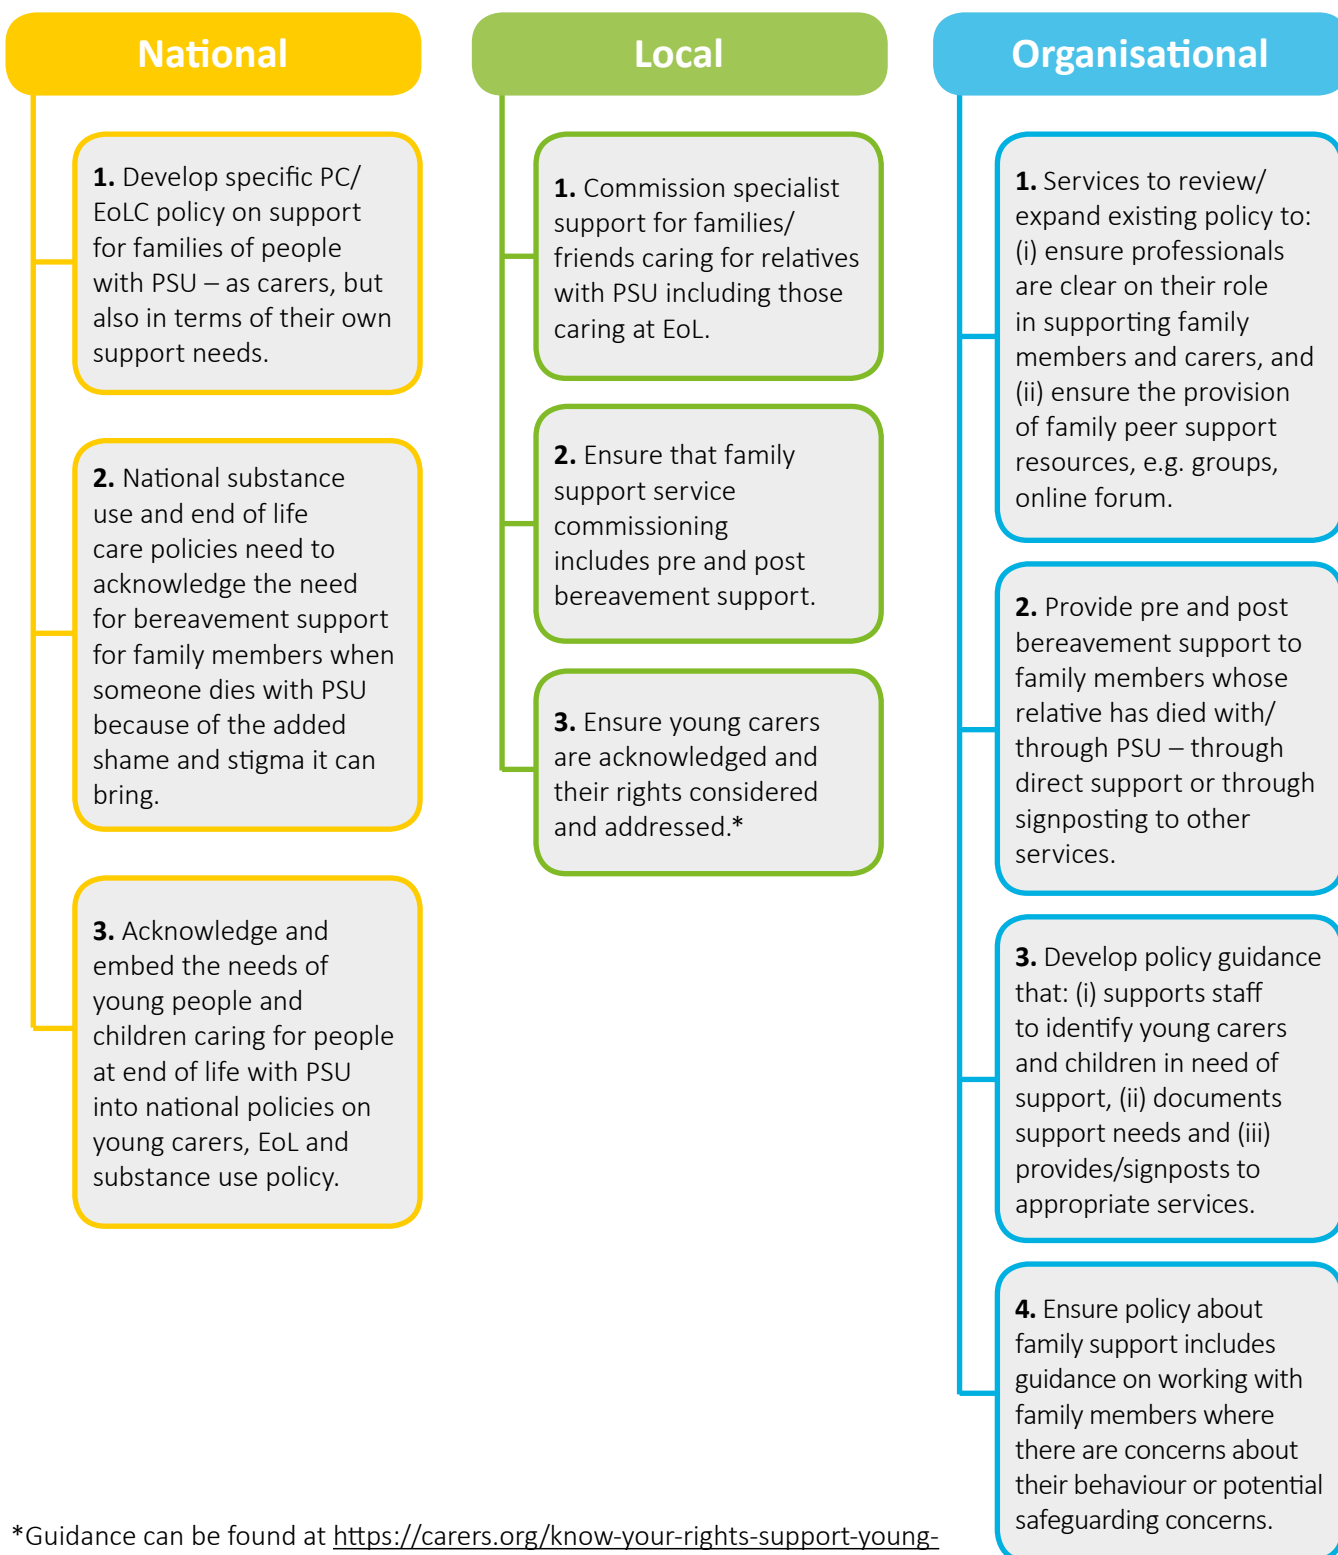 National
1. Develop specific PC/
EoLC policy on support
for families of people
with PSU – as carers, but
also in terms of their own
support needs.
2. National substance
use and end of life
care policies need to
acknowledge the need
for bereavement support
for family members when
someone dies with PSU
because of the added
shame and stigma it can
bring.
3. Acknowledge and
embed the needs of
young people and
children caring for people
at end of life with PSU
into national policies on
young carers, EoL and
substance use policy.
Local
1. Commission specialist
support for families/
friends caring for relatives
with PSU including those
caring at EoL.
2. Ensure that family
support service
commissioning
includes pre and post
bereavement support.
3. Ensure young carers
are acknowledged and
their rights considered
and addressed.*
Organisational
1. Services to review/
expand existing policy to:
(i) ensure professionals
are clear on their role
in supporting family
members and carers, and
(ii) ensure the provision
of family peer support
resources, e.g. groups,
online forum.
2. Provide pre and post
bereavement support to
family members whose
relative has died with/
through PSU – through
direct support or through
signposting to other
services.
3. Develop policy guidance
that: (i) supports staff
to identify young carers
and children in need of
support, (ii) documents
support needs and (iii)
provides/signposts to
appropriate services.
4. Ensure policy about
family support includes
guidance on working with
family members where
there are concerns about
their behaviour or potential
safeguarding concerns.
*Guidance can be found at https://carers.org/know-your-rights-support-young-